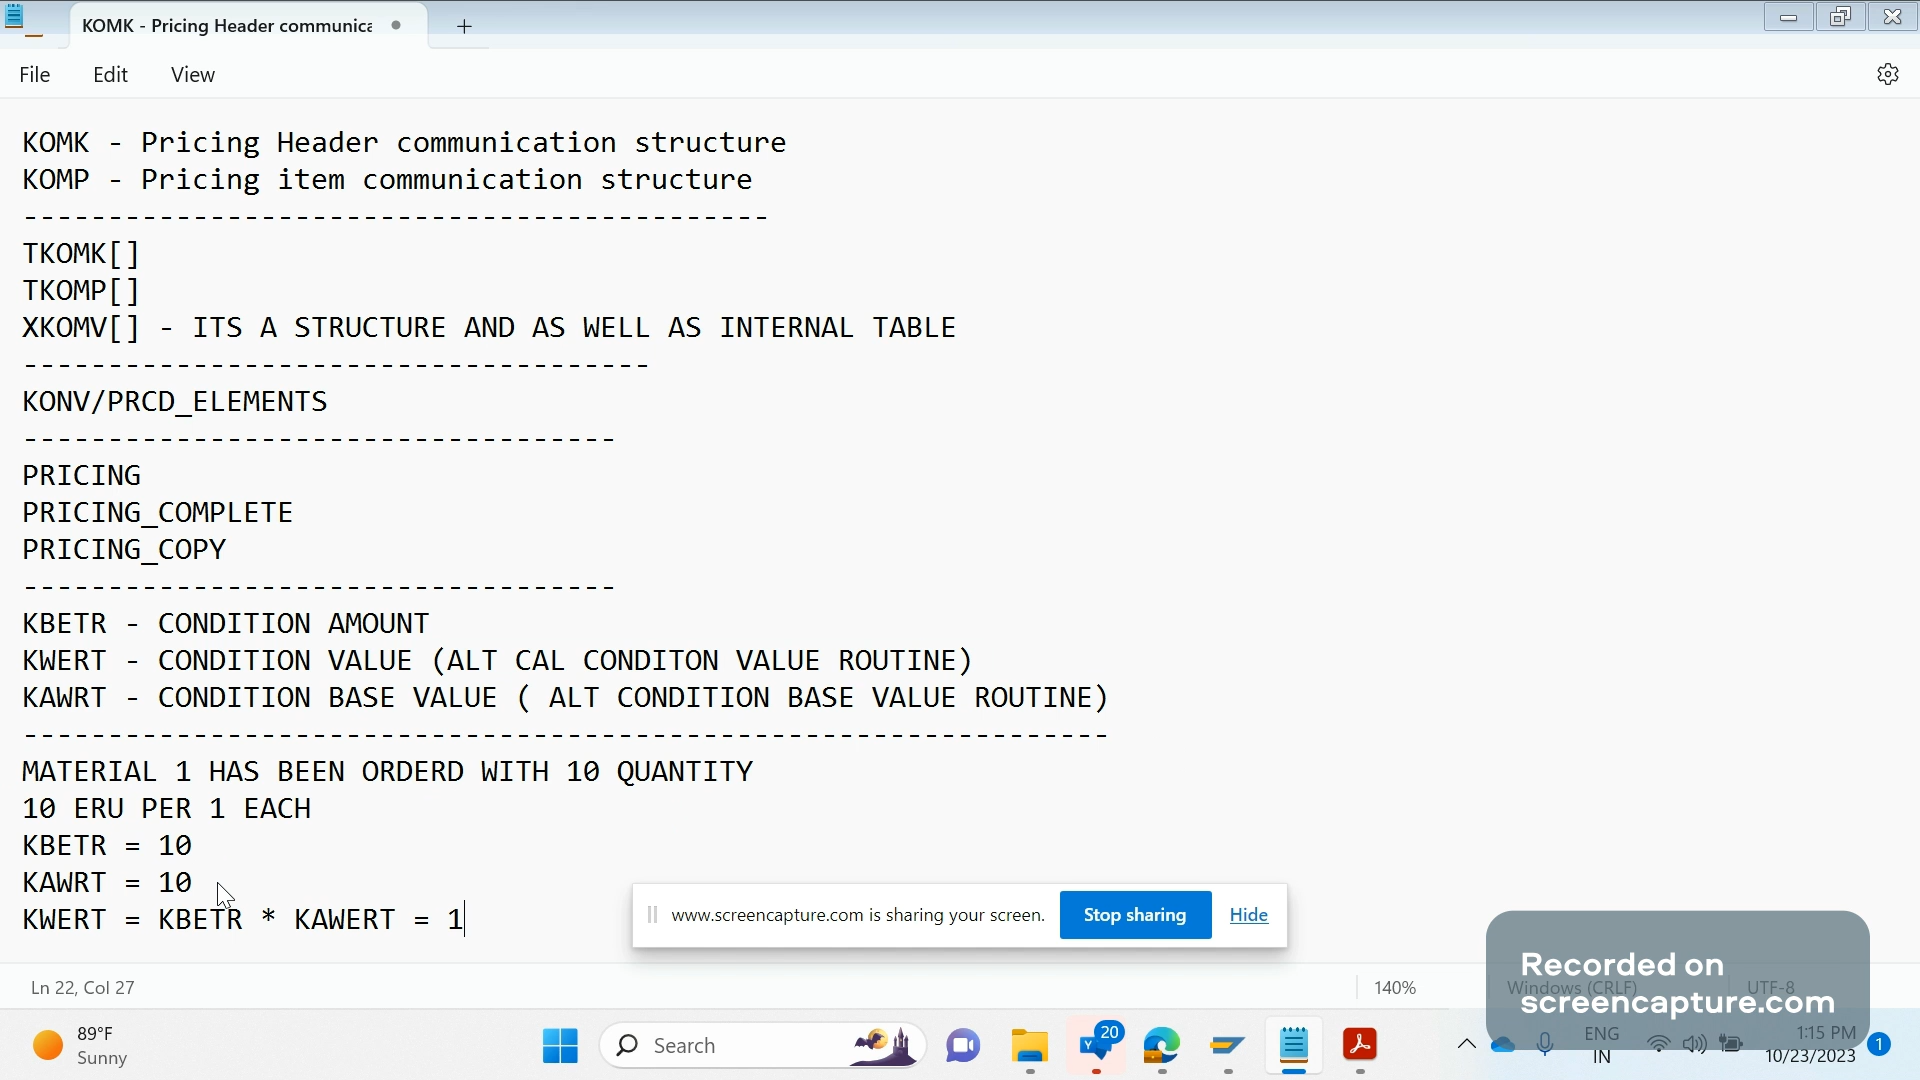 KOMK - Pricing Header communica
File Edit View
KOMK - Pricing Header communication structure
KOMP - Pricing item communication structure
--------------------------------------------
TKOMK[]
TKOMP[]
XKOMV[] - ITS A STRUCTURE AND AS WELL AS INTERNAL TABLE
-------------------------------------
KONV/PRCD_ELEMENTS
-----------------------------------
PRICING
PRICING_COMPLETE
PRICING_COPY
-----------------------------------
KBETR - CONDITION AMOUNT
KWERT - CONDITION VALUE (ALT CAL CONDITON VALUE ROUTINE)
KAWRT - CONDITION BASE VALUE ( ALT CONDITION BASE VALUE ROUTINE)
----------------------------------------------------------------
MATERIAL 1 HAS BEEN ORDERD WITH 10 QUANTITY
10 ERU PER 1 EACH
KBETR = 10
KAWRT = 10
KWERT = KBETR * KAWERT = 1
www.screencapture.com is sharing your screen. Stop sharing Hide
Ln 22, Col 27 140% Windows (CRLF) UTF-8
Recorded on
screencapture.com
89°F
Sunny
Search
20
ENG
IN
1:15 PM
10/23/2023
1